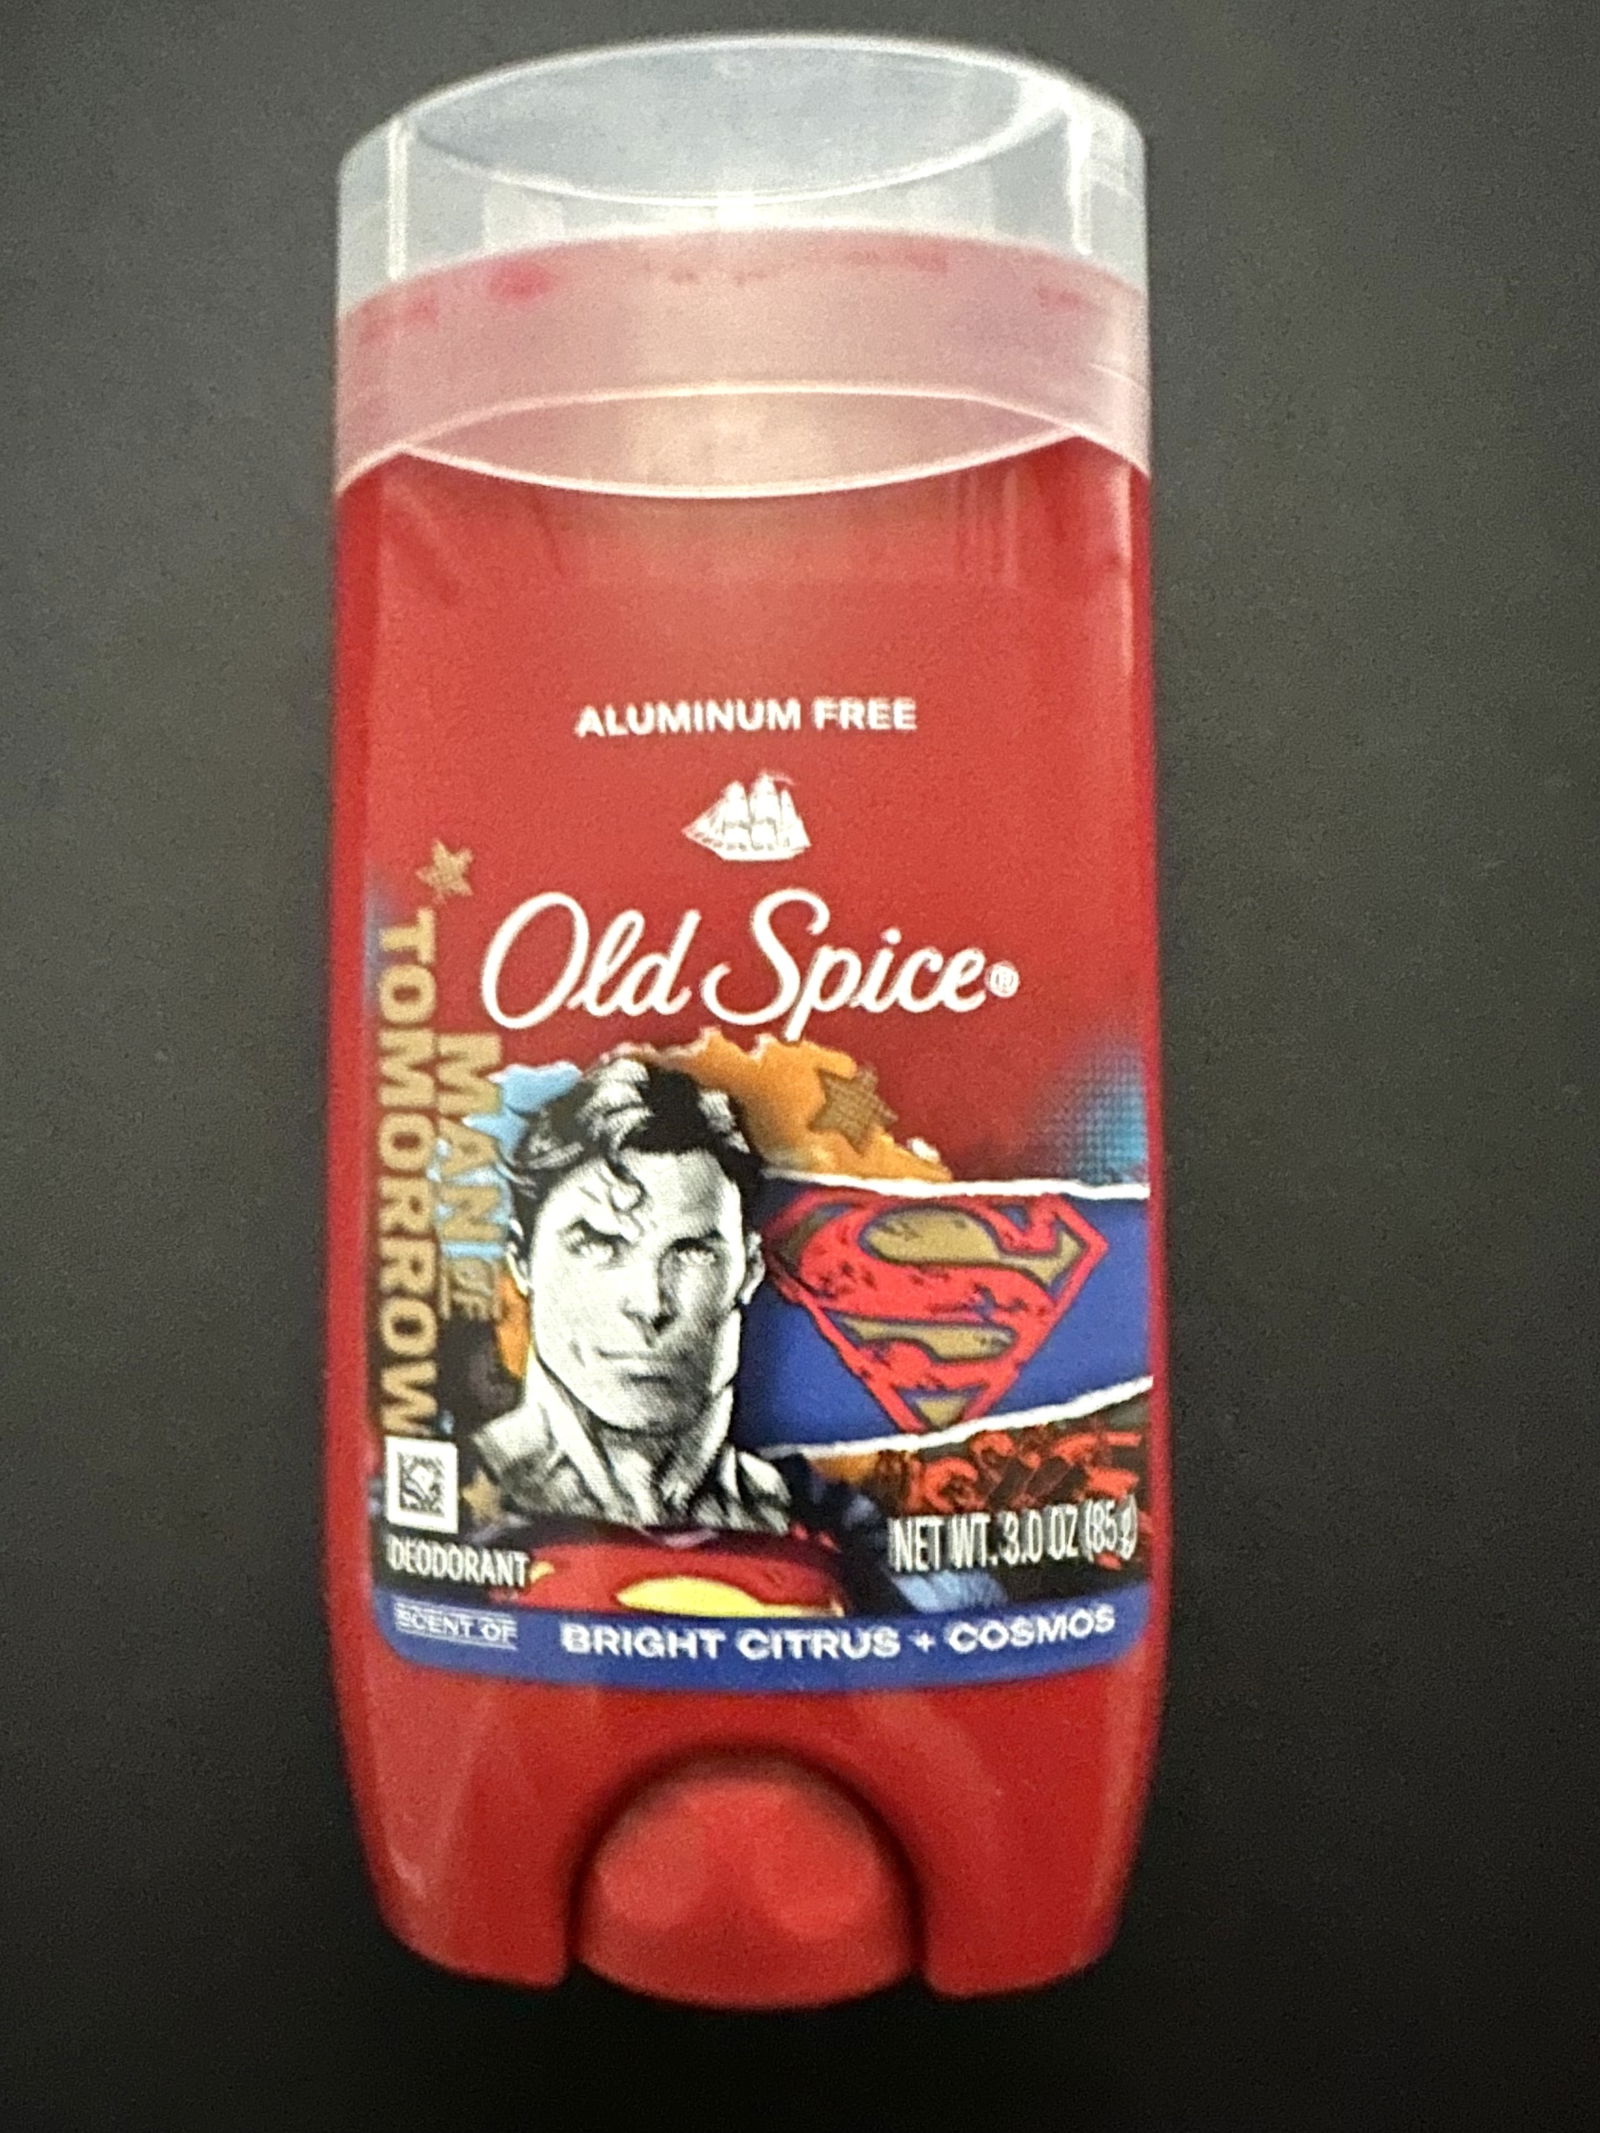 ALUMINUM FREE
Old Spice®
MAN OF
TOMORROW
DEODORANT
NET WT. 3.0 OZ (85 g)
SCENT OF BRIGHT CITRUS + COSMOS